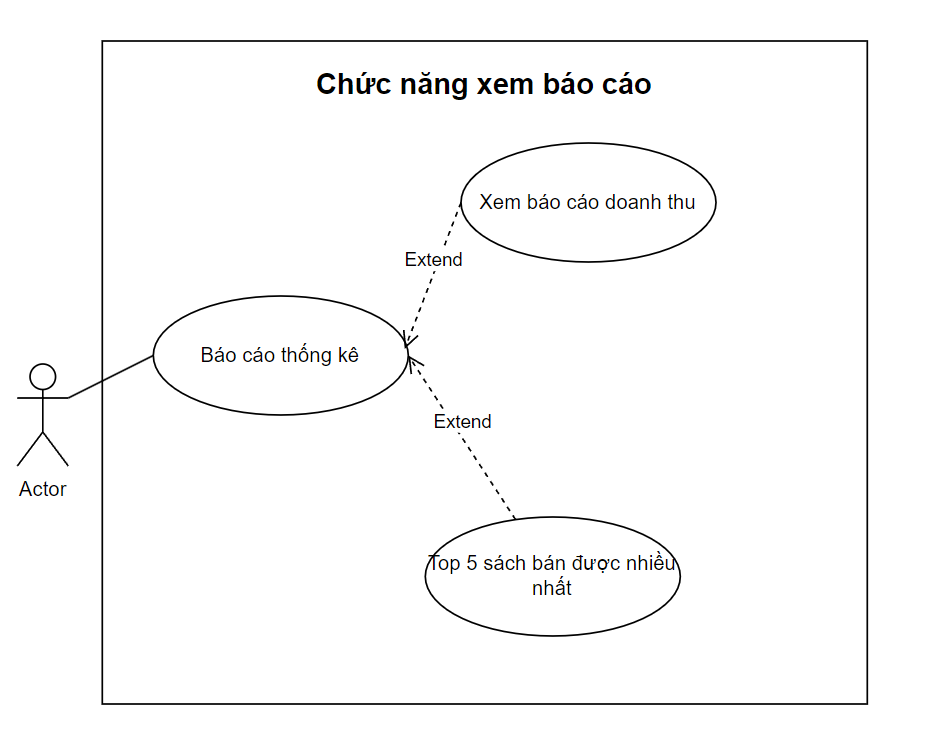 Chức năng xem báo cáo
Xem báo cáo doanh thu
Extend
Báo cáo thống kê
Extend
Actor
Top 5 sách bán được nhiều
nhất